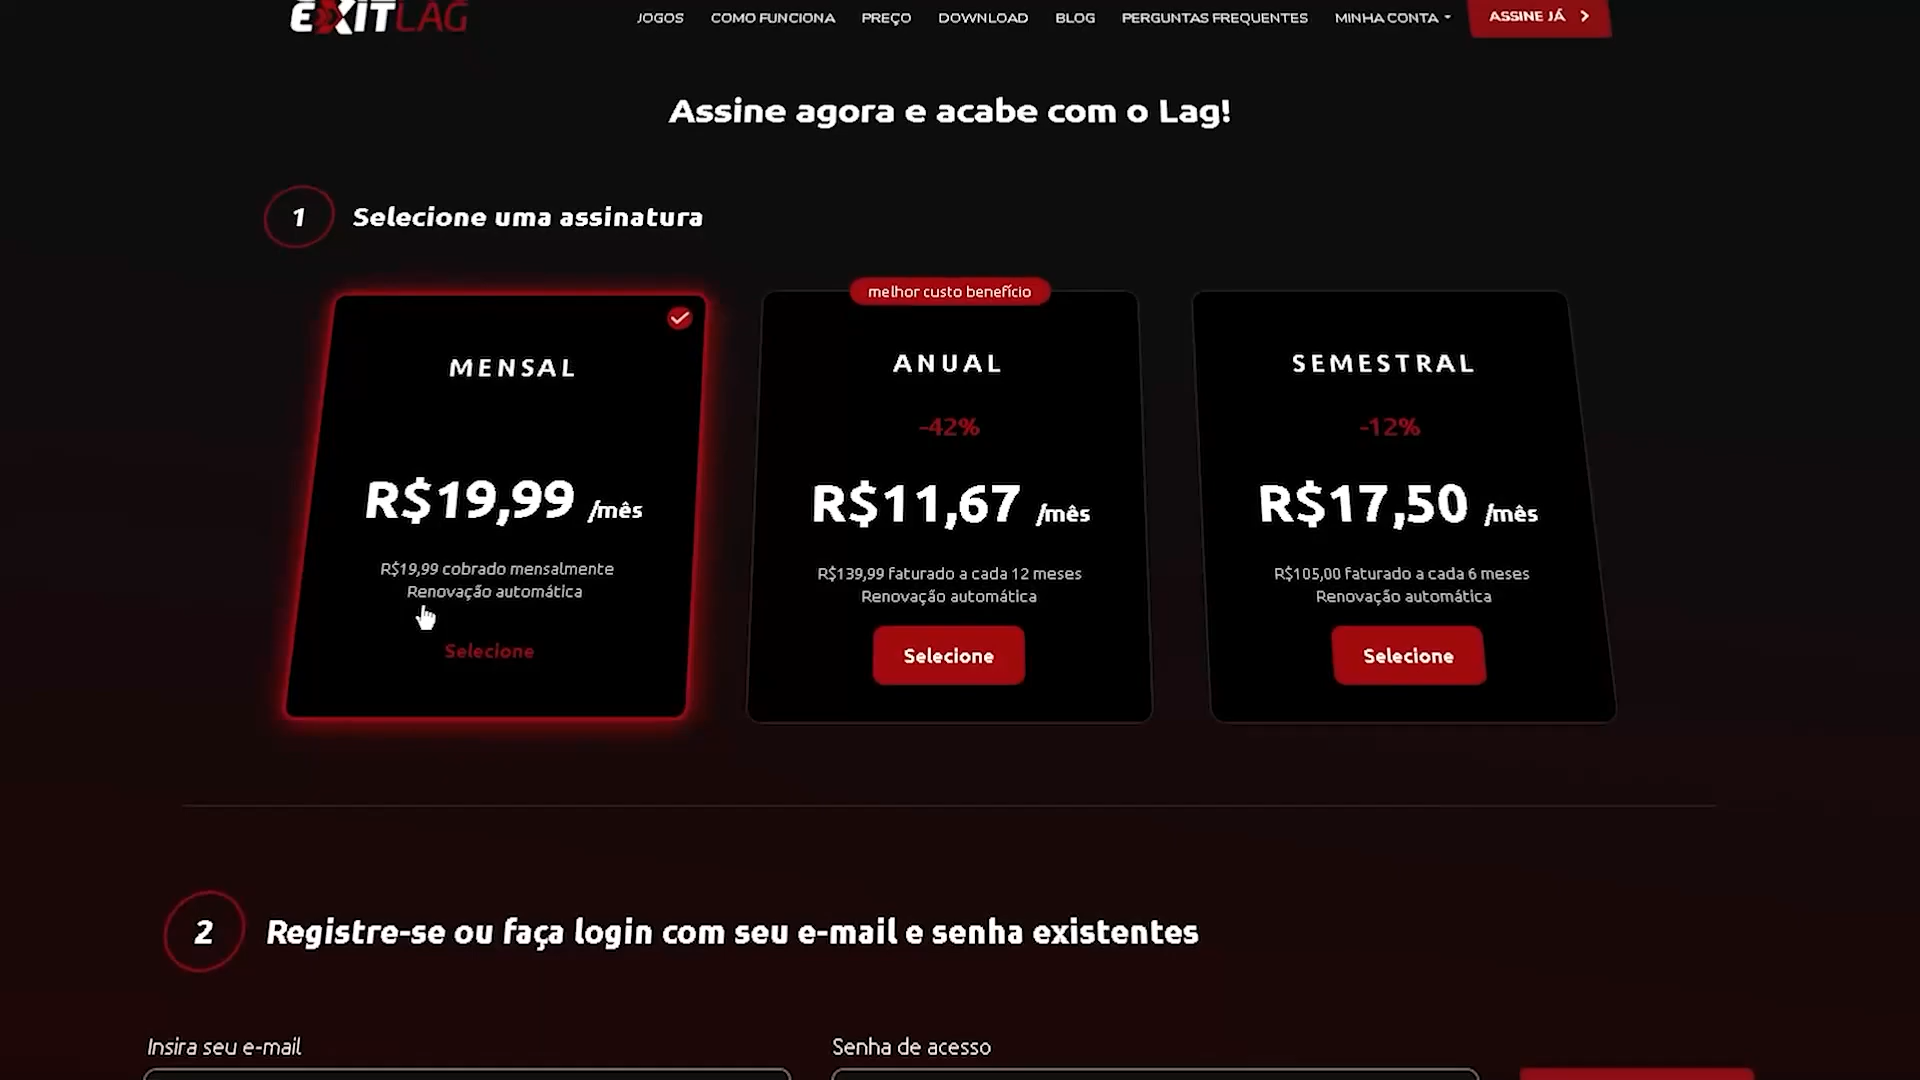 EXITLAG
JOGOS COMO FUNCIONA PREÇO DOWNLOAD BLOG PERGUNTAS FREQUENTES MINHA CONTA ASSINE JÁ
Assine agora e acabe com o Lag!
1 Selecione uma assinatura
MENSAL
R$19,99 /mês
R$19,99 cobrado mensalmente
Renovação automática
Selecione
melhor custo benefício
ANUAL
-42%
R$11,67 /mês
R$139,99 faturado a cada 12 meses
Renovação automática
Selecione
SEMESTRAL
-12%
R$17,50 /mês
R$105,00 faturado a cada 6 meses
Renovação automática
Selecione
2 Registre-se ou faça login com seu e-mail e senha existentes
Insira seu e-mail
Senha de acesso